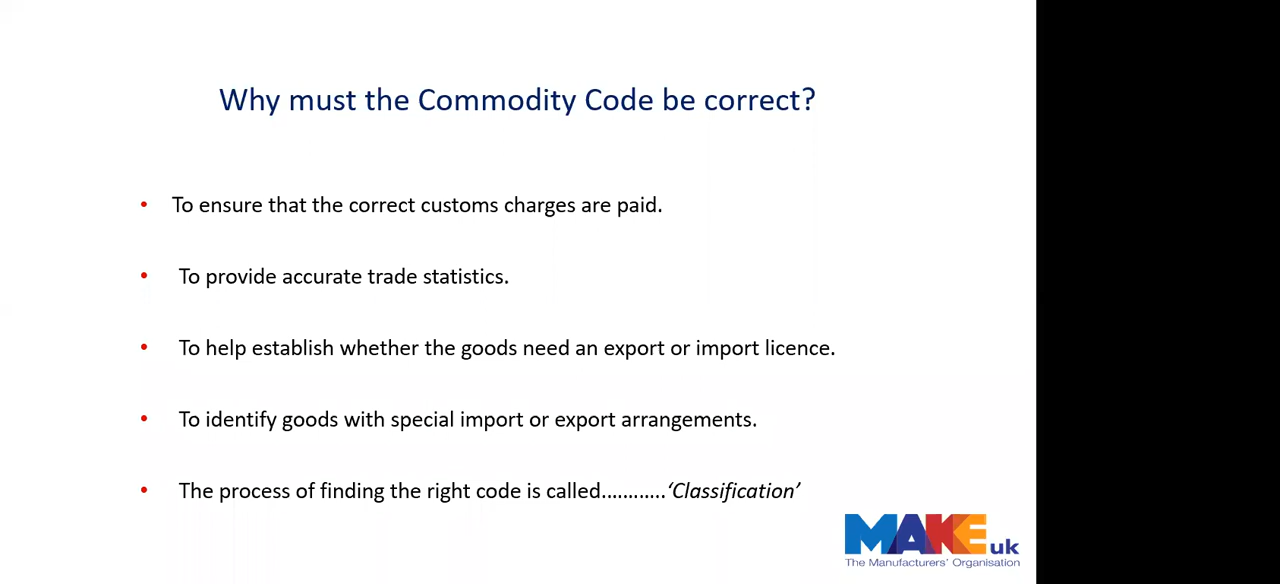 Why must the Commodity Code be correct?
• To ensure that the correct customs charges are paid.
• To provide accurate trade statistics.
• To help establish whether the goods need an export or import licence.
• To identify goods with special import or export arrangements.
• The process of finding the right code is called............‘Classification’
MAKE uk
The Manufacturers' Organisation